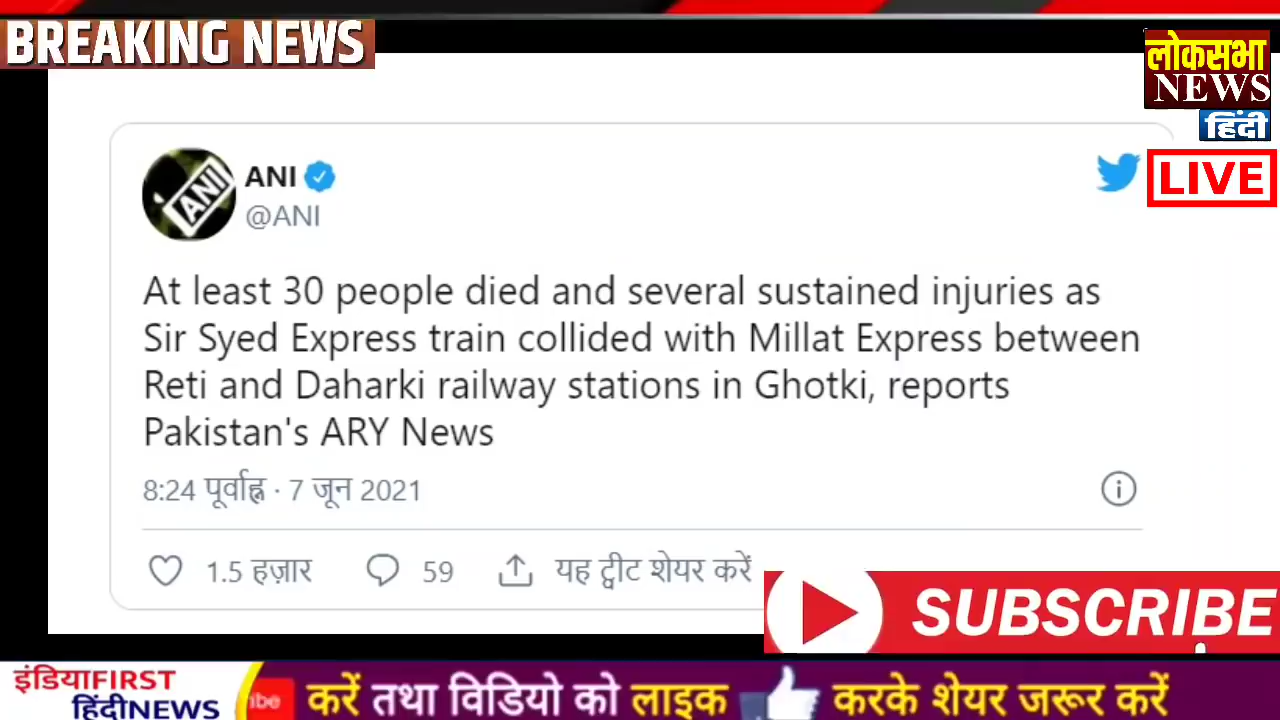 BREAKING NEWS
लोकसभा
NEWS
हिंदी
LIVE
ANI
ANI
@ANI
At least 30 people died and several sustained injuries as
Sir Syed Express train collided with Millat Express between
Reti and Daharki railway stations in Ghotki, reports
Pakistan's ARY News
8:24 पूर्वाह्न · 7 जून 2021
1.5 हज़ार 59 यह ट्वीट शेयर करें
SUBSCRIBE
इंडियाFIRST
हिंदीNEWS
ibe करें तथा विडियो को लाइक करके शेयर जरूर करें